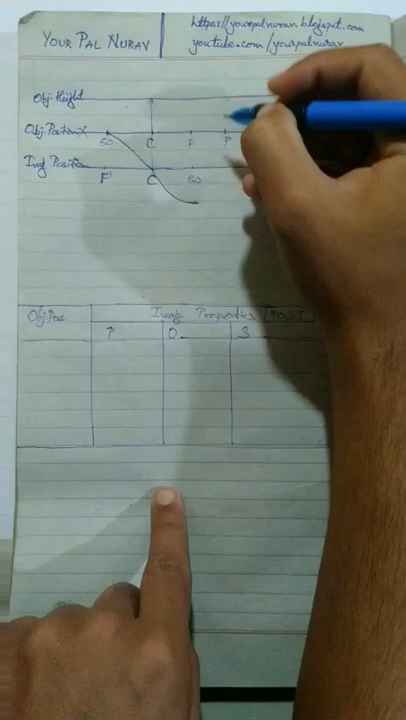 YOUR PAL NURAV
https://yourpalnurav.blogspot.com
youtube.com/yourpalnurav
Obj. Height
Obj. Position X
∞ C F P
Img Position
F' C ∞
Obj. Pos Image Properties [POST]
P O S